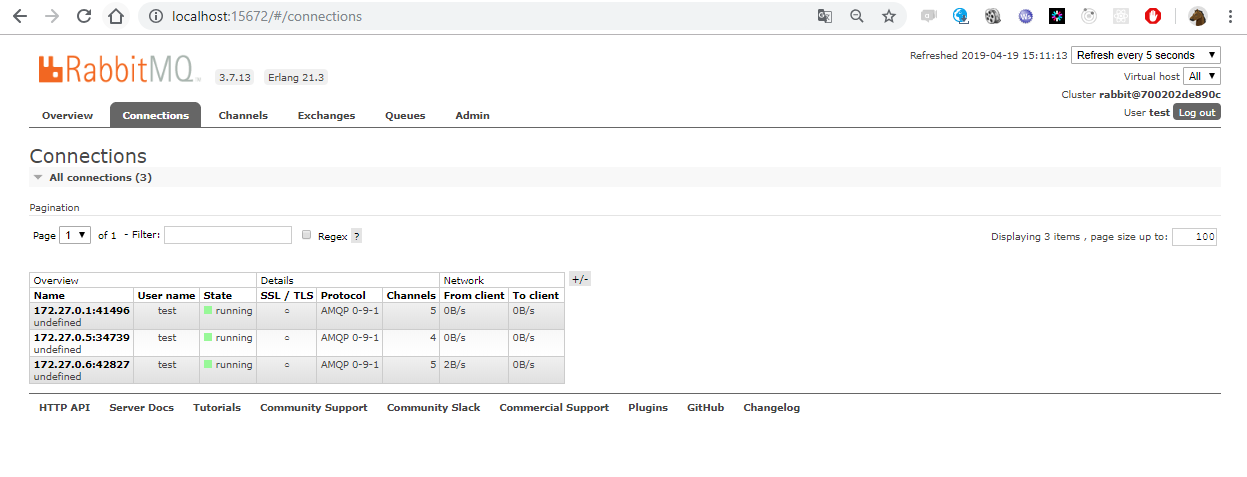 localhost:15672/#/connections
RabbitMQ 3.7.13 Erlang 21.3
Refreshed 2019-04-19 15:11:13 Refresh every 5 seconds
Virtual host All
Cluster rabbit@700202de890c
User test Log out
Overview Connections Channels Exchanges Queues Admin
Connections
All connections (3)
Pagination
Page 1 of 1 - Filter: Regex ? Displaying 3 items , page size up to: 100
Overview Details Network +/-
Name User name State SSL / TLS Protocol Channels From client To client
172.27.0.1:41496 test running ○ AMQP 0-9-1 5 0B/s 0B/s
undefined
172.27.0.5:34739 test running ○ AMQP 0-9-1 4 0B/s 0B/s
undefined
172.27.0.6:42827 test running ○ AMQP 0-9-1 5 2B/s 0B/s
undefined
HTTP API Server Docs Tutorials Community Support Community Slack Commercial Support Plugins GitHub Changelog